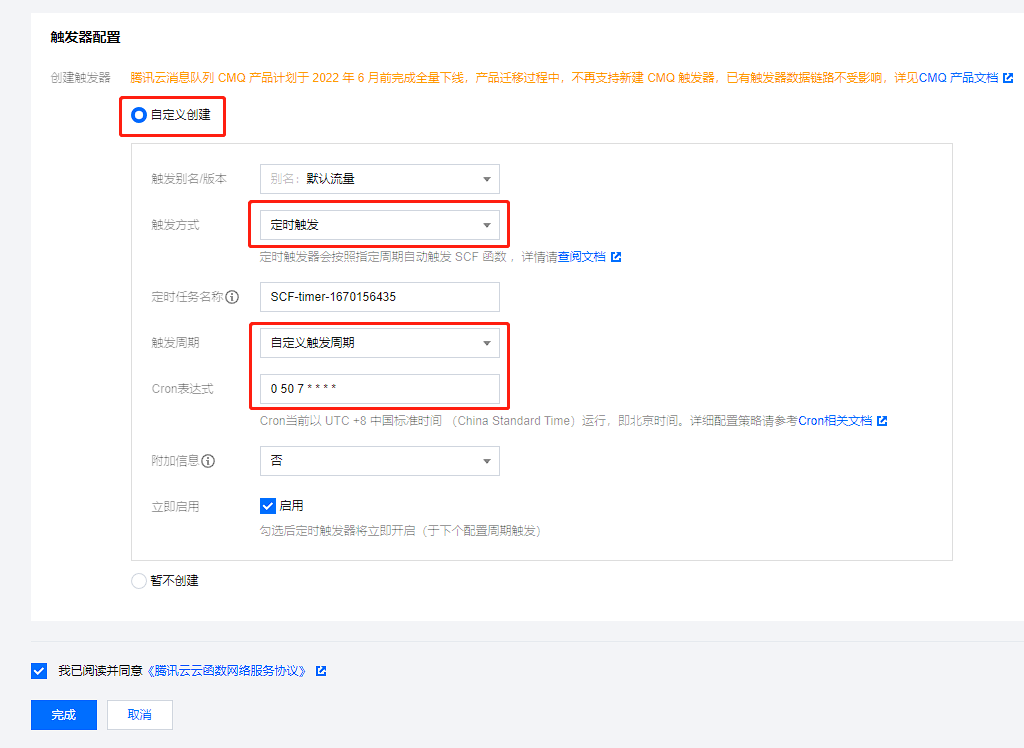 触发器配置
创建触发器 腾讯云消息队列 CMQ 产品计划于 2022 年 6 月前完成全量下线，产品迁移过程中，不再支持新建 CMQ 触发器，已有触发器数据链路不受影响，详见CMQ 产品文档
自定义创建
触发别名/版本 别名：默认流量
触发方式 定时触发
定时触发器会按照指定周期自动触发 SCF 函数 ，详情请查阅文档
定时任务名称 SCF-timer-1670156435
触发周期 自定义触发周期
Cron表达式 0 50 7 * * * *
Cron当前以 UTC +8 中国标准时间 （China Standard Time）运行，即北京时间。详细配置策略请参考Cron相关文档
附加信息 否
立即启用 启用
勾选后定时触发器将立即开启（于下个配置周期触发）
暂不创建
我已阅读并同意《腾讯云云函数网络服务协议》
完成 取消